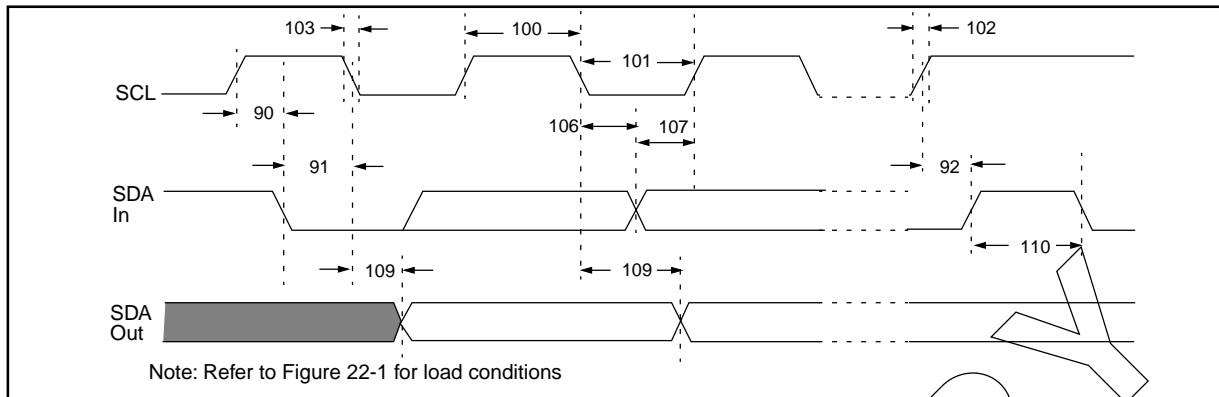 103
100
102
101
SCL
90
106
107
91
92
SDA
In
110
109
109
SDA
Out
Note: Refer to Figure 22-1 for load conditions
Y